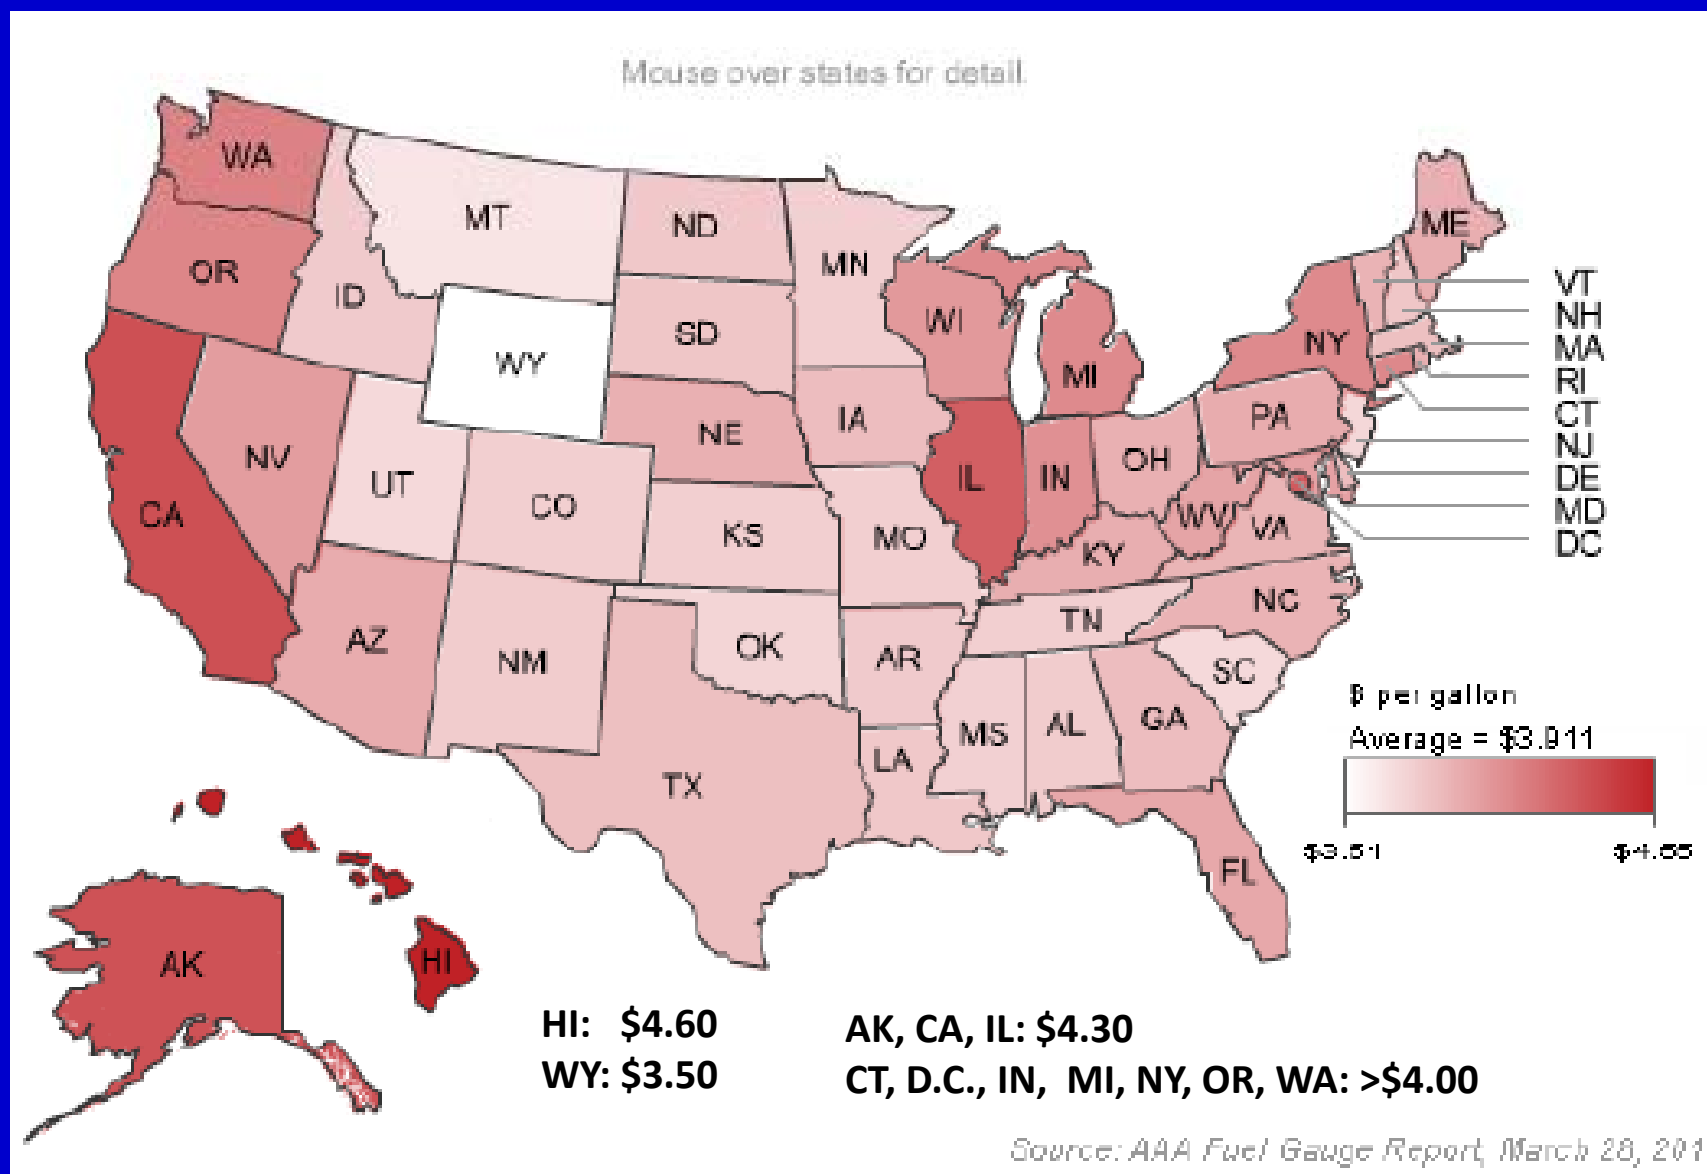 Mouse over states for detail.
WA
MT
ND
MN
ME
OR
ID
SD
WI
VT
NH
MA
RI
CT
NJ
DE
MD
DC
NY
MI
WY
IA
PA
NE
NV
UT
CO
IL
IN
OH
CA
KS
MO
WV
VA
KY
NC
AZ
NM
OK
AR
TN
SC
MS
AL
GA
LA
TX
FL
$ per gallon
Average = $3.911
AK
HI
HI: $4.60
WY: $3.50
AK, CA, IL: $4.30
CT, D.C., IN, MI, NY, OR, WA: >$4.00
Source: AAA Fuel Gauge Report, March 28,